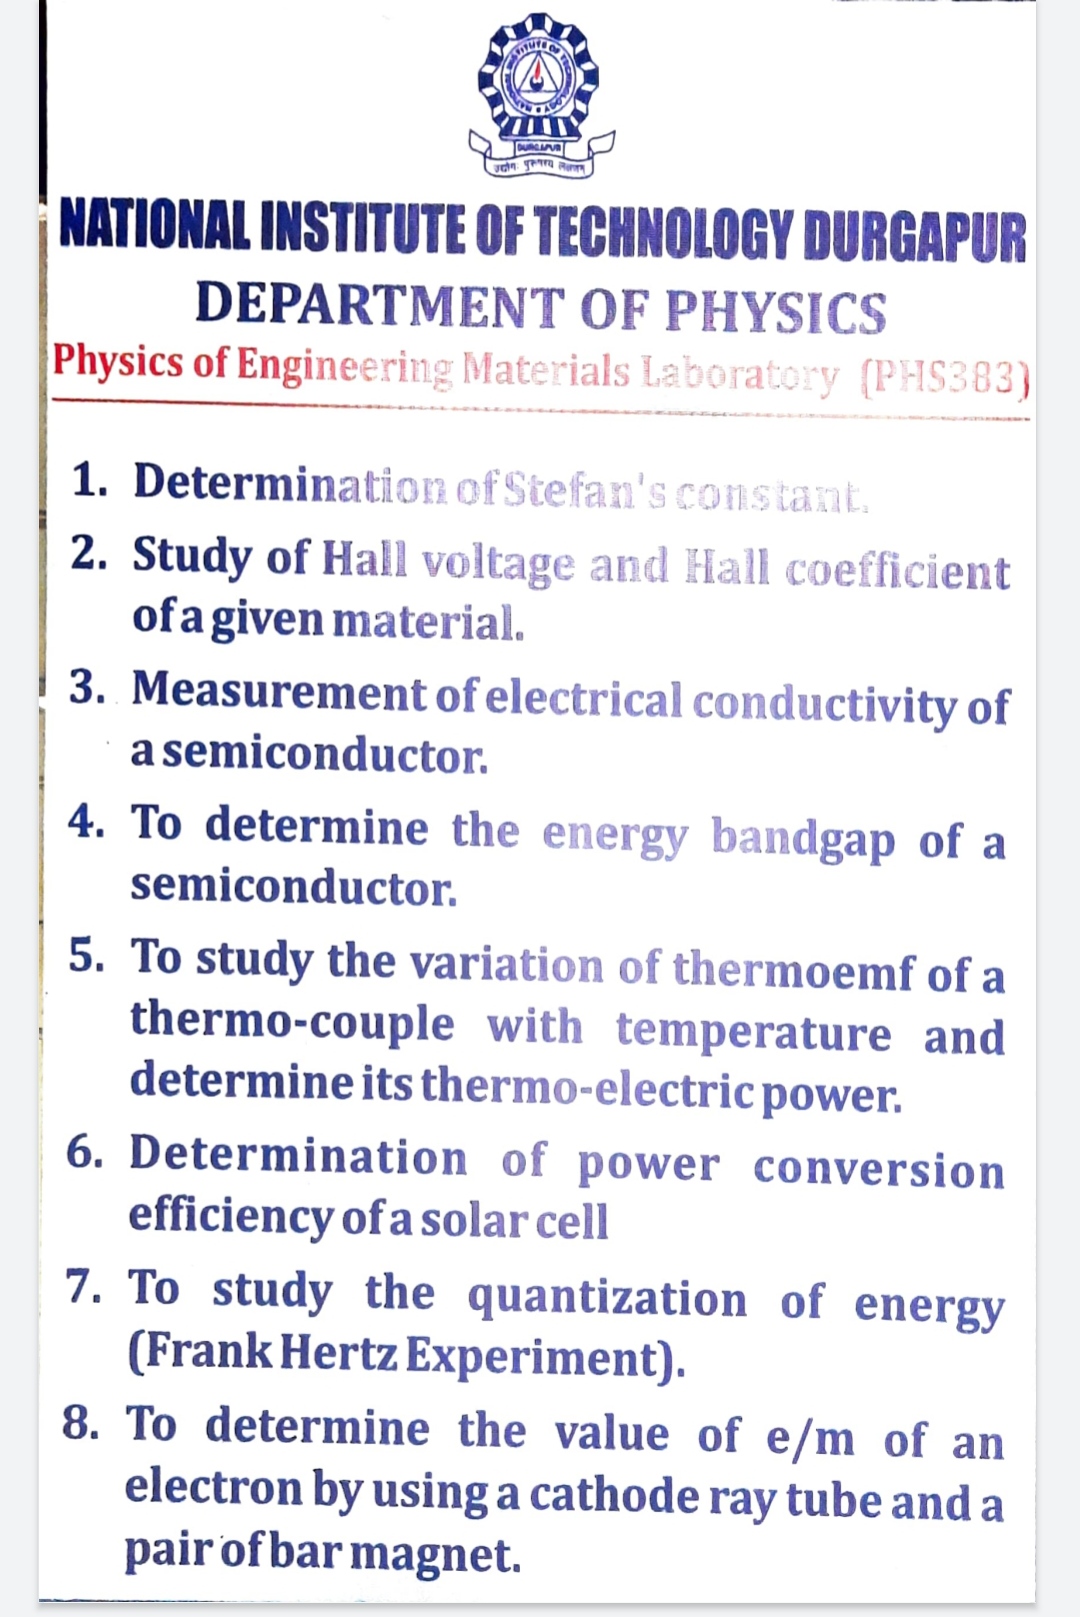 NATIONAL INSTITUTE OF TECHNOLOGY
DURGAPUR
NATIONAL INSTITUTE OF TECHNOLOGY DURGAPUR
DEPARTMENT OF PHYSICS
Physics of Engineering Materials Laboratory (PHS383)
1. Determination of Stefan's constant.
2. Study of Hall voltage and Hall coefficient
of a given material.
3. Measurement of electrical conductivity of
a semiconductor.
4. To determine the energy bandgap of a
semiconductor.
5. To study the variation of thermoemf of a
thermo-couple with temperature and
determine its thermo-electric power.
6. Determination of power conversion
efficiency of a solar cell
7. To study the quantization of energy
(Frank Hertz Experiment).
8. To determine the value of e/m of an
electron by using a cathode ray tube and a
pair of bar magnet.